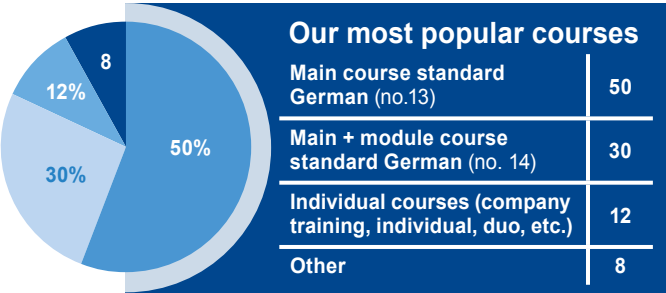 8
12%
50%
30%
Our most popular courses
Main course standard
German (no.13)
50
Main + module course
standard German (no. 14)
30
Individual courses (company
training, individual, duo, etc.)
12
Other
8